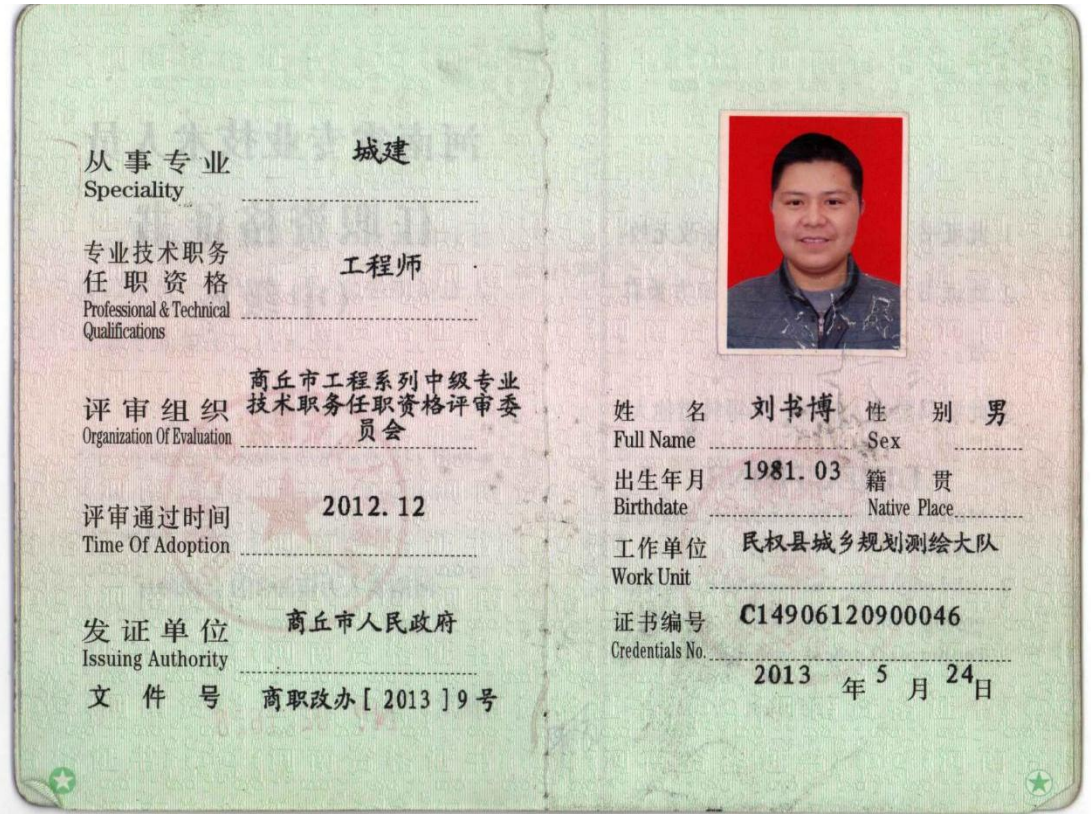 从事专业 城建
Speciality
专业技术职务
任职资格 工程师
Professional & Technical
Qualifications
商丘市工程系列中级专业
评审组织 技术职务任职资格评审委
Organization Of Evaluation 员会
评审通过时间 2012.12
Time Of Adoption
发证单位 商丘市人民政府
Issuing Authority
文件号 商职改办[2013]9号
姓名 刘书博 性别 男
Full Name Sex
出生年月 1981.03 籍贯
Birthdate Native Place
工作单位 民权县城乡规划测绘大队
Work Unit
证书编号 C14906120900046
Credentials No.
2013年5月24日